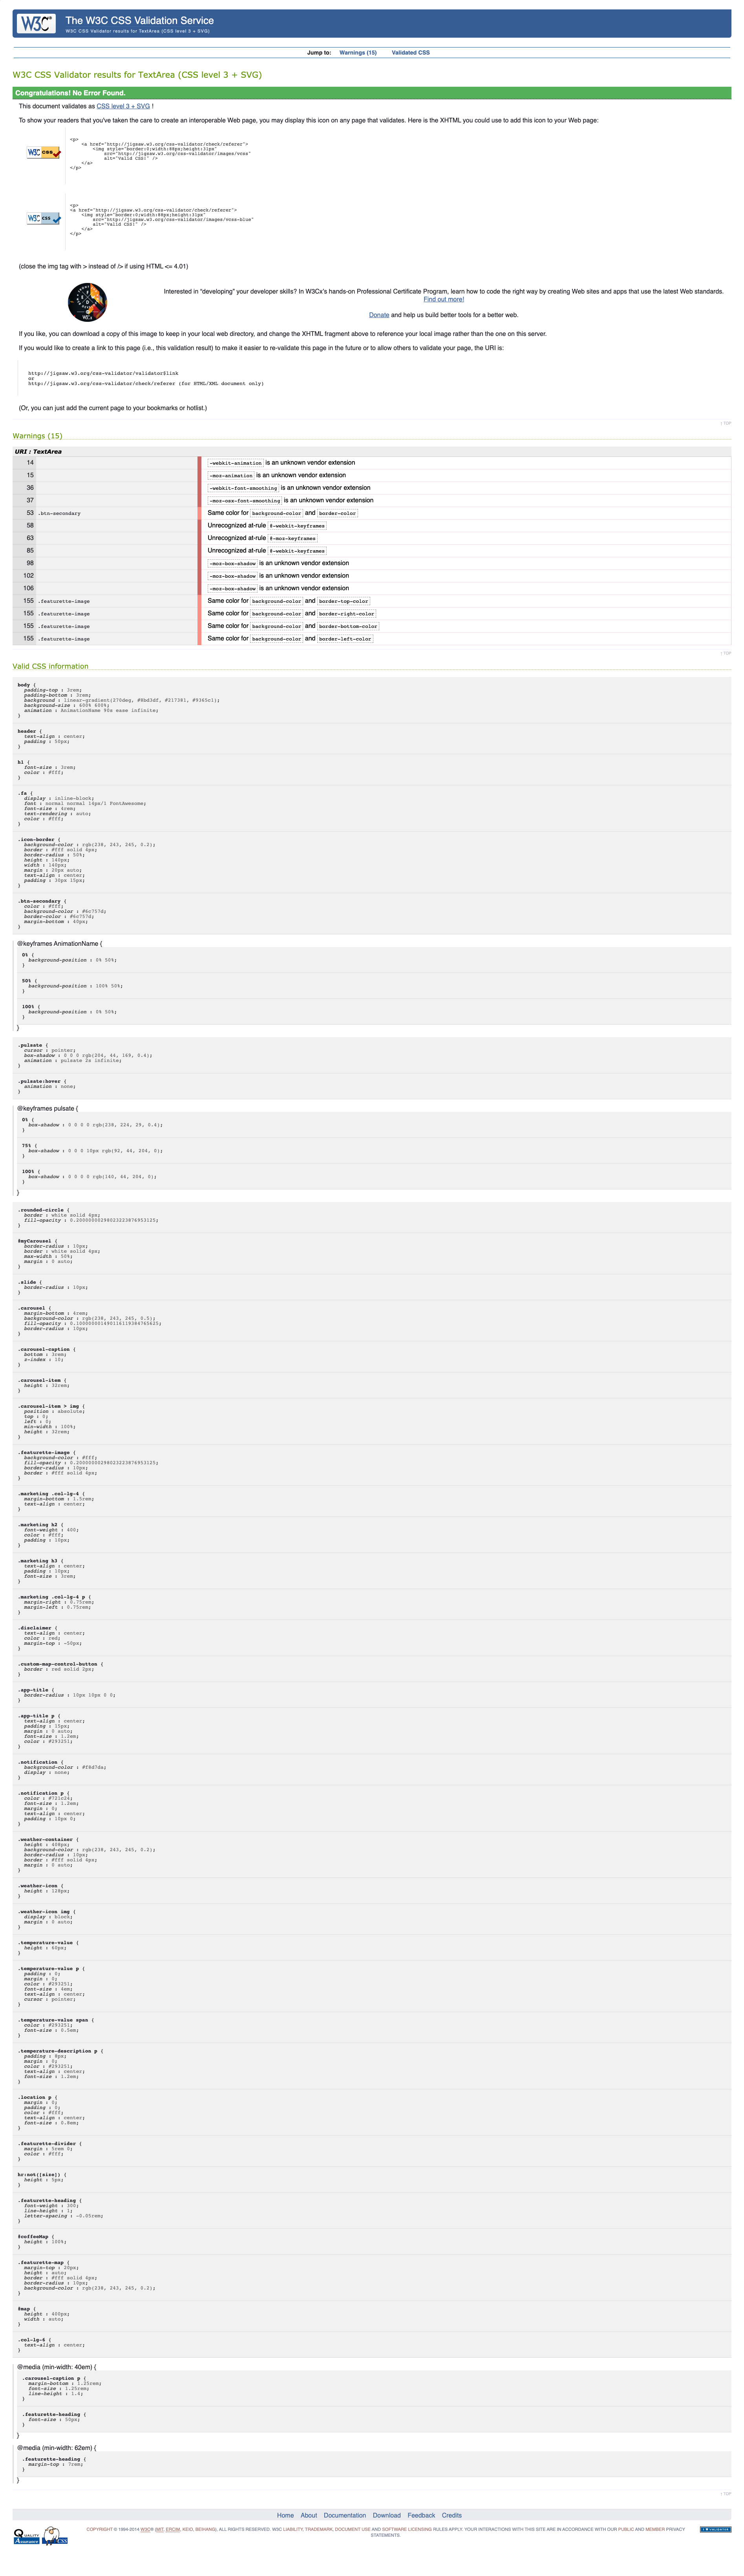 W3C®
The W3C CSS Validation Service
W3C CSS Validator results for TextArea (CSS level 3 + SVG)
Jump to: Warnings (15) Validated CSS
W3C CSS Validator results for TextArea (CSS level 3 + SVG)
Congratulations! No Error Found.
This document validates as CSS level 3 + SVG !
To show your readers that you've taken the care to create an interoperable Web page, you may display this icon on any page that validates. Here is the XHTML you could use to add this icon to your Web page:
W3C CSS
<p>
<a href="http://jigsaw.w3.org/css-validator/check/referer">
<img style="border:0;width:88px;height:31px"
src="http://jigsaw.w3.org/css-validator/images/vcss"
alt="Valid CSS!" />
</a>
</p>
W3C CSS
<p>
<a href="http://jigsaw.w3.org/css-validator/check/referer">
<img style="border:0;width:88px;height:31px"
src="http://jigsaw.w3.org/css-validator/images/vcss-blue"
alt="Valid CSS!" />
</a>
</p>
(close the img tag with > instead of /> if using HTML <= 4.01)
Interested in "developing" your developer skills? In W3Cx's hands-on Professional Certificate Program, learn how to code the right way by creating Web sites and apps that use the latest Web standards.
Find out more!
Donate and help us build better tools for a better web.
If you like, you can download a copy of this image to keep in your local web directory, and change the XHTML fragment above to reference your local image rather than the one on this server.
If you would like to create a link to this page (i.e., this validation result) to make it easier to re-validate this page in the future or to allow others to validate your page, the URI is:
http://jigsaw.w3.org/css-validator/validator$link
or
http://jigsaw.w3.org/css-validator/check/referer (for HTML/XML document only)
(Or, you can just add the current page to your bookmarks or hotlist.)
↑ TOP
Warnings (15)
URI : TextArea
14 -webkit-animation is an unknown vendor extension
15 -moz-animation is an unknown vendor extension
36 -webkit-font-smoothing is an unknown vendor extension
37 -moz-osx-font-smoothing is an unknown vendor extension
53 .btn-secondary Same color for background-color and border-color
58 Unrecognized at-rule @-webkit-keyframes
63 Unrecognized at-rule @-moz-keyframes
85 Unrecognized at-rule @-webkit-keyframes
98 -moz-box-shadow is an unknown vendor extension
102 -moz-box-shadow is an unknown vendor extension
106 -moz-box-shadow is an unknown vendor extension
155 .featurette-image Same color for background-color and border-top-color
155 .featurette-image Same color for background-color and border-right-color
155 .featurette-image Same color for background-color and border-bottom-color
155 .featurette-image Same color for background-color and border-left-color
↑ TOP
Valid CSS information
body {
padding-top : 3rem;
padding-bottom : 3rem;
background : linear-gradient(270deg, #8bd3df, #217381, #9365c1);
background-size : 600% 600%;
animation : AnimationName 90s ease infinite;
}
header {
text-align : center;
padding : 50px;
}
h1 {
font-size : 3rem;
color : #fff;
}
.fa {
display : inline-block;
font : normal normal 14px/1 FontAwesome;
font-size : 4rem;
text-rendering : auto;
color : #fff;
}
.icon-border {
background-color : rgb(238, 243, 245, 0.2);
border : #fff solid 4px;
border-radius : 50%;
height : 140px;
width : 140px;
margin : 20px auto;
text-align : center;
padding : 30px 15px;
}
.btn-secondary {
color : #fff;
background-color : #6c757d;
border-color : #6c757d;
margin-bottom : 40px;
}
@keyframes AnimationName {
0% {
background-position : 0% 50%;
}
50% {
background-position : 100% 50%;
}
100% {
background-position : 0% 50%;
}
}
.pulsate {
cursor : pointer;
box-shadow : 0 0 0 rgb(204, 44, 169, 0.4);
animation : pulsate 2s infinite;
}
.pulsate:hover {
animation : none;
}
@keyframes pulsate {
0% {
box-shadow : 0 0 0 0 rgb(238, 224, 29, 0.4);
}
75% {
box-shadow : 0 0 0 10px rgb(92, 44, 204, 0);
}
100% {
box-shadow : 0 0 0 0 rgb(140, 44, 204, 0);
}
}
.rounded-circle {
border : white solid 4px;
fill-opacity : 0.20000000298023223876953125;
}
#myCarousel {
border-radius : 10px;
border : white solid 4px;
max-width : 50%;
margin : 0 auto;
}
.slide {
border-radius : 10px;
}
.carousel {
margin-bottom : 4rem;
background-color : rgb(238, 243, 245, 0.5);
fill-opacity : 0.100000001490116119384765625;
border-radius : 10px;
}
.carousel-caption {
bottom : 3rem;
z-index : 10;
}
.carousel-item {
height : 32rem;
}
.carousel-item > img {
position : absolute;
top : 0;
left : 0;
min-width : 100%;
height : 32rem;
}
.featurette-image {
background-color : #fff;
fill-opacity : 0.20000000298023223876953125;
border-radius : 10px;
border : #fff solid 4px;
}
.marketing .col-lg-4 {
margin-bottom : 1.5rem;
text-align : center;
}
.marketing h2 {
font-weight : 400;
color : #fff;
padding : 10px;
}
.marketing h3 {
text-align : center;
padding : 10px;
font-size : 3rem;
}
.marketing .col-lg-4 p {
margin-right : 0.75rem;
margin-left : 0.75rem;
}
.disclaimer {
text-align : center;
color : red;
margin-top : -50px;
}
.custom-map-control-button {
border : red solid 2px;
}
.app-title {
border-radius : 10px 10px 0 0;
}
.app-title p {
text-align : center;
padding : 15px;
margin : 0 auto;
font-size : 1.2em;
color : #293251;
}
.notification {
background-color : #f8d7da;
display : none;
}
.notification p {
color : #721c24;
font-size : 1.2em;
margin : 0;
text-align : center;
padding : 10px 0;
}
.weather-container {
height : 408px;
background-color : rgb(238, 243, 245, 0.2);
border-radius : 10px;
border : #fff solid 4px;
margin : 0 auto;
}
.weather-icon {
height : 128px;
}
.weather-icon img {
display : block;
margin : 0 auto;
}
.temperature-value {
height : 60px;
}
.temperature-value p {
padding : 0;
margin : 0;
color : #293251;
font-size : 4em;
text-align : center;
cursor : pointer;
}
.temperature-value span {
color : #293251;
font-size : 0.5em;
}
.temperature-description p {
padding : 8px;
margin : 0;
color : #293251;
text-align : center;
font-size : 1.2em;
}
.location p {
margin : 0;
padding : 0;
color : #fff;
text-align : center;
font-size : 0.8em;
}
.featurette-divider {
margin : 5rem 0;
color : #fff;
}
hr:not([size]) {
height : 5px;
}
.featurette-heading {
font-weight : 300;
line-height : 1;
letter-spacing : -0.05rem;
}
#coffeeMap {
height : 100%;
}
.featurette-map {
margin-top : 20px;
height : auto;
border : #fff solid 4px;
border-radius : 10px;
background-color : rgb(238, 243, 245, 0.2);
}
#map {
height : 400px;
width : auto;
}
.col-lg-6 {
text-align : center;
}
@media (min-width: 40em) {
.carousel-caption p {
margin-bottom : 1.25rem;
font-size : 1.25rem;
line-height : 1.4;
}
.featurette-heading {
font-size : 50px;
}
}
@media (min-width: 62em) {
.featurette-heading {
margin-top : 7rem;
}
}
↑ TOP
Home About Documentation Download Feedback Credits
QUALITY Assurance CSS
COPYRIGHT © 1994-2014 W3C® (MIT, ERCIM, KEIO, BEIHANG), ALL RIGHTS RESERVED. W3C LIABILITY, TRADEMARK, DOCUMENT USE AND SOFTWARE LICENSING RULES APPLY. YOUR INTERACTIONS WITH THIS SITE ARE IN ACCORDANCE WITH OUR PUBLIC AND MEMBER PRIVACY
STATEMENTS.